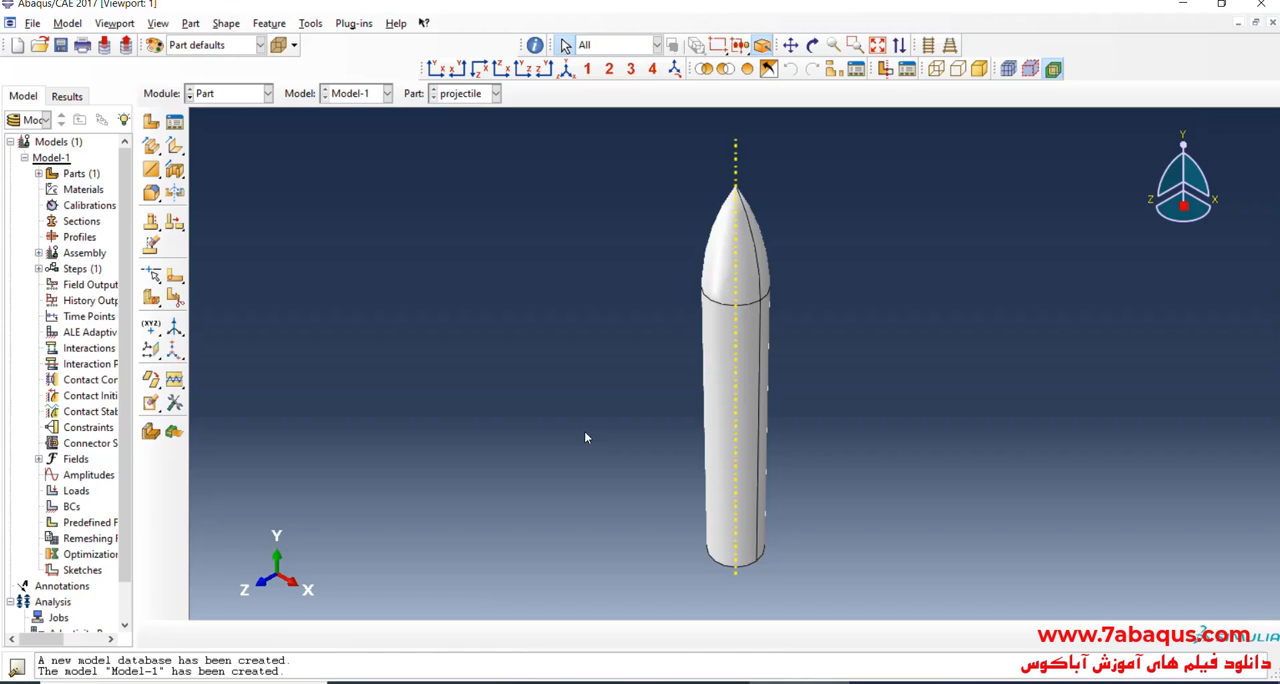 Abaqus/CAE 2017 [Viewport: 1]
File Model Viewport View Part Shape Feature Tools Plug-ins Help
Part defaults
All
1 2 3 4
Model Results
Module: Part Model: Model-1 Part: projectile
Models (1)
Model-1
Parts (1)
Materials
Calibrations
Sections
Profiles
Assembly
Steps (1)
Field Output
History Outp
Time Points
ALE Adaptiv
Interactions
Interaction P
Contact Con
Contact Initi
Contact Stab
Constraints
Connector S
Fields
Amplitudes
Loads
BCs
Predefined F
Remeshing F
Optimization
Sketches
Annotations
Analysis
Jobs
(XYZ)
Y
Z X
Y
Z X
www.7abaqus.com
SIMULIA
دانلود فیلم های آموزش آباکوس
A new model database has been created.
The model "Model-1" has been created.